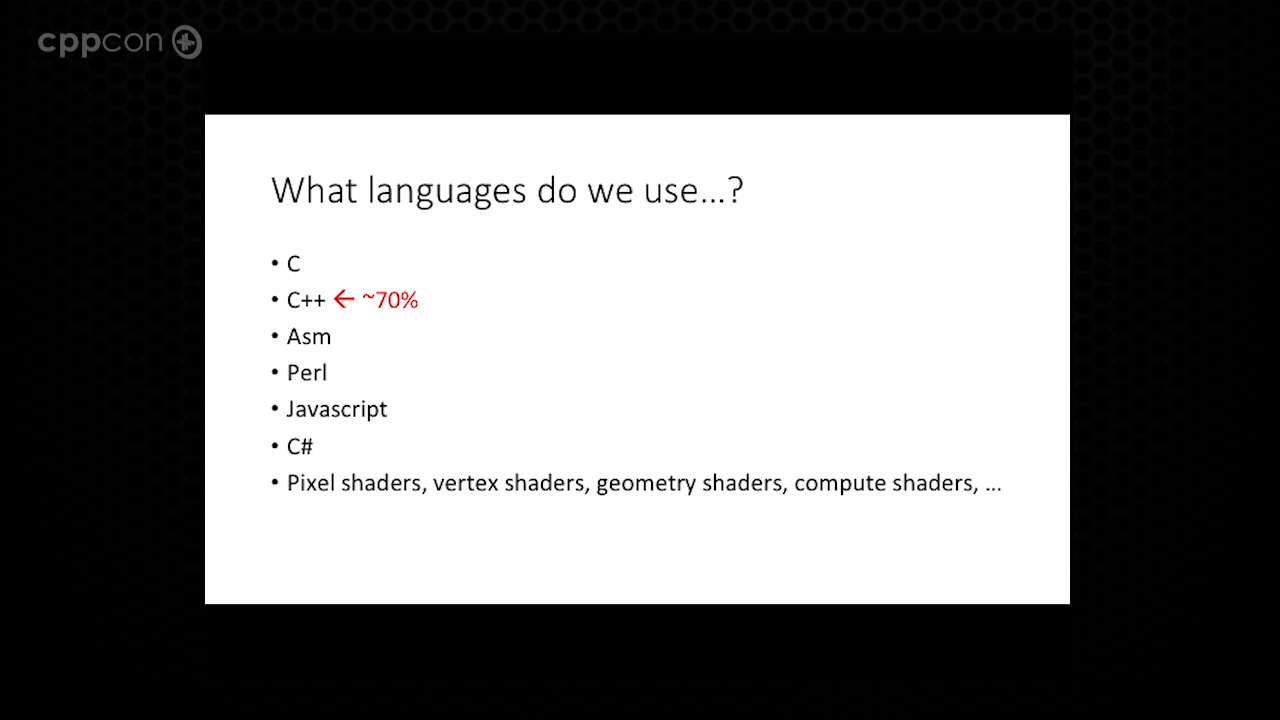 cppcon
What languages do we use...?
• C
• C++ ← ~70%
• Asm
• Perl
• Javascript
• C#
• Pixel shaders, vertex shaders, geometry shaders, compute shaders, ...